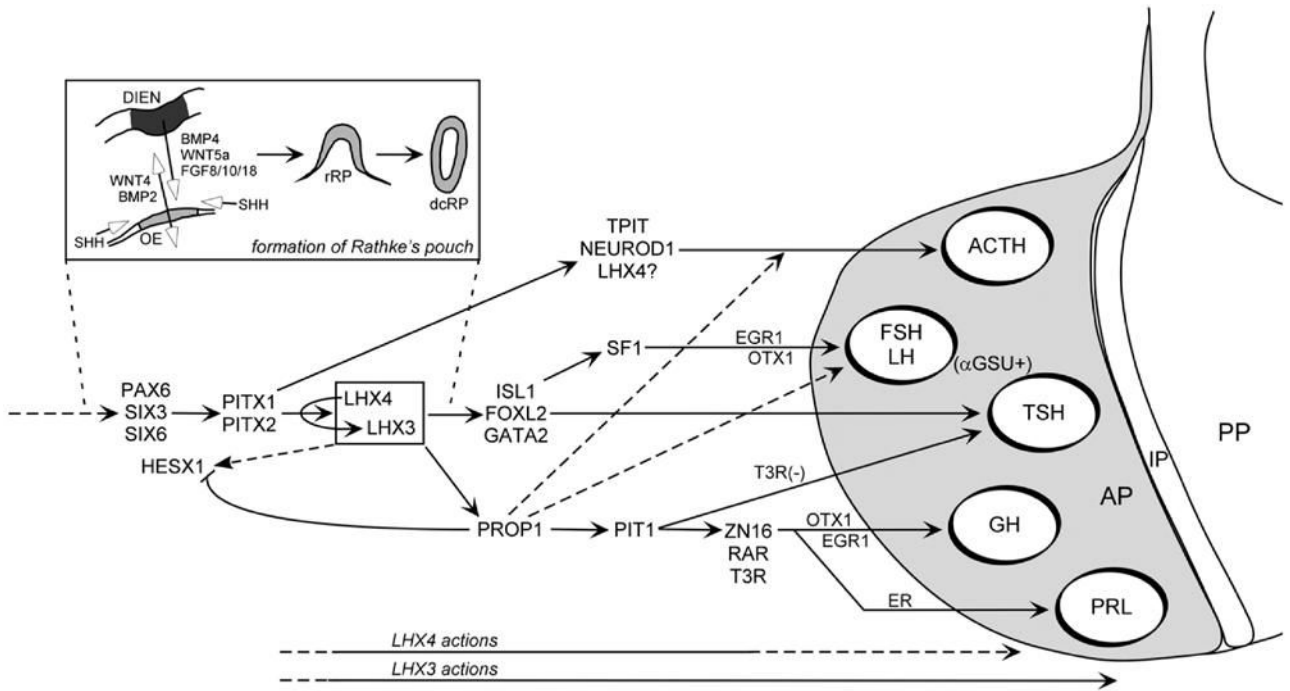 DIEN
BMP4
WNT5a
FGF8/10/18
WNT4
BMP2
SHH
SHH
OE
rRP
dcRP
formation of Rathke's pouch
TPIT
NEUROD1
LHX4?
ACTH
EGR1
OTX1
SF1
FSH
LH
(αGSU+)
PAX6
SIX3
SIX6
PITX1
PITX2
LHX4
LHX3
ISL1
FOXL2
GATA2
TSH
PP
IP
HESX1
T3R(-)
AP
PROP1
PIT1
ZN16
RAR
T3R
OTX1
EGR1
GH
ER
PRL
LHX4 actions
LHX3 actions